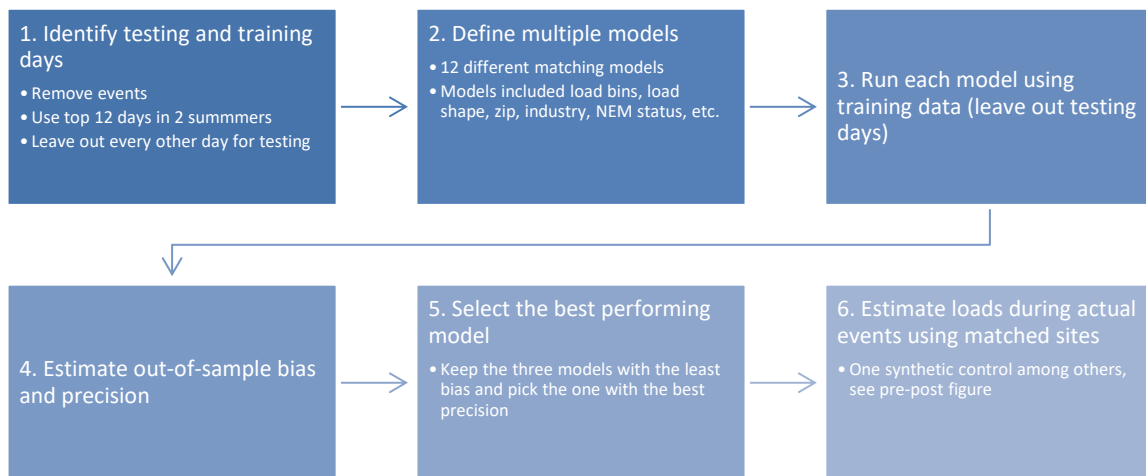 1. Identify testing and training
days
• Remove events
• Use top 12 days in 2 summmers
• Leave out every other day for testing
2. Define multiple models
• 12 different matching models
• Models included load bins, load
shape, zip, industry, NEM status, etc.
3. Run each model using
training data (leave out testing
days)
4. Estimate out-of-sample bias
and precision
5. Select the best performing
model
• Keep the three models with the least
bias and pick the one with the best
precision
6. Estimate loads during actual
events using matched sites
• One synthetic control among others,
see pre-post figure